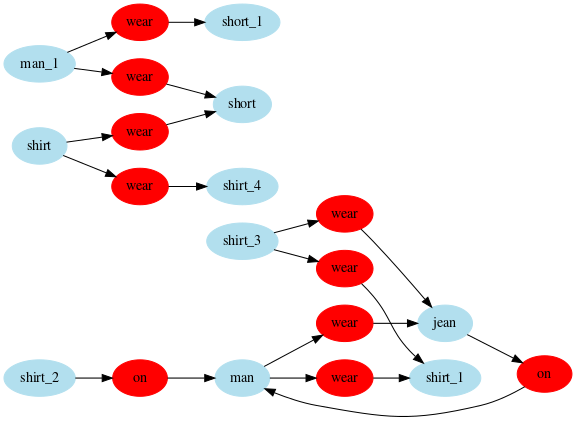 wear
short_1
man_1
wear
short
wear
shirt
wear
shirt_4
wear
shirt_3
wear
wear
jean
shirt_2
on
man
wear
shirt_1
on